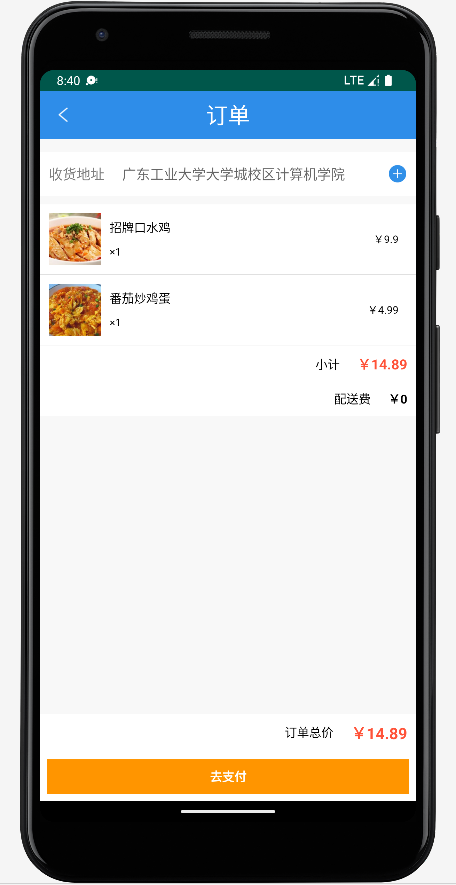 8:40
LTE
订单
收货地址 广东工业大学大学城校区计算机学院
招牌口水鸡
×1
￥9.9
番茄炒鸡蛋
×1
￥4.99
小计 ￥14.89
配送费 ￥0
订单总价 ￥14.89
去支付